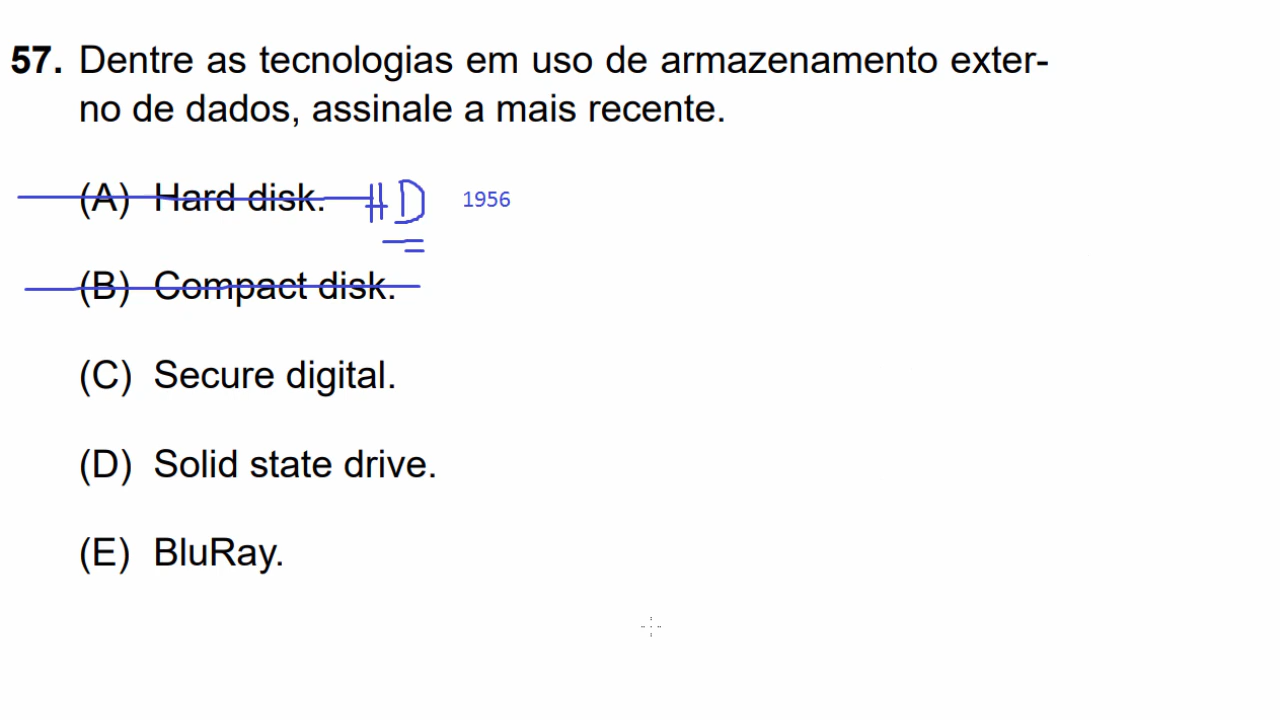 57. Dentre as tecnologias em uso de armazenamento exter-
no de dados, assinale a mais recente.
(A) Hard disk. HD 1956
(B) Compact disk.
(C) Secure digital.
(D) Solid state drive.
(E) BluRay.